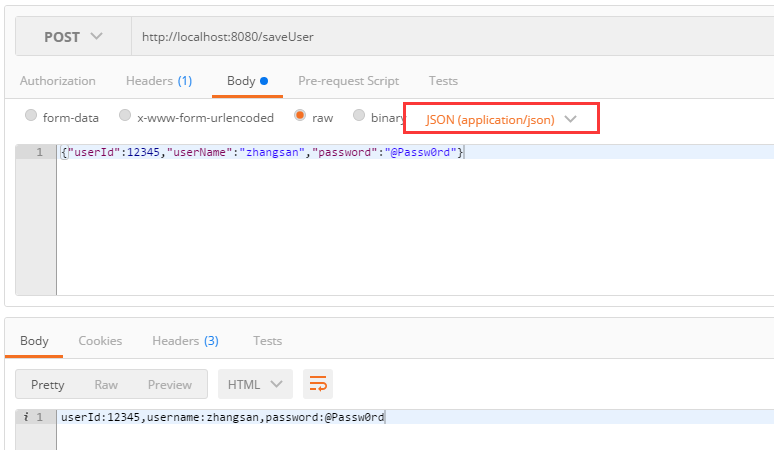 POST http://localhost:8080/saveUser
Authorization Headers (1) Body Pre-request Script Tests
form-data x-www-form-urlencoded raw binary JSON (application/json)
1 {"userId":12345,"userName":"zhangsan","password":"@Passw0rd"}
Body Cookies Headers (3) Tests
Pretty Raw Preview HTML
i 1 userId:12345,username:zhangsan,password:@Passw0rd